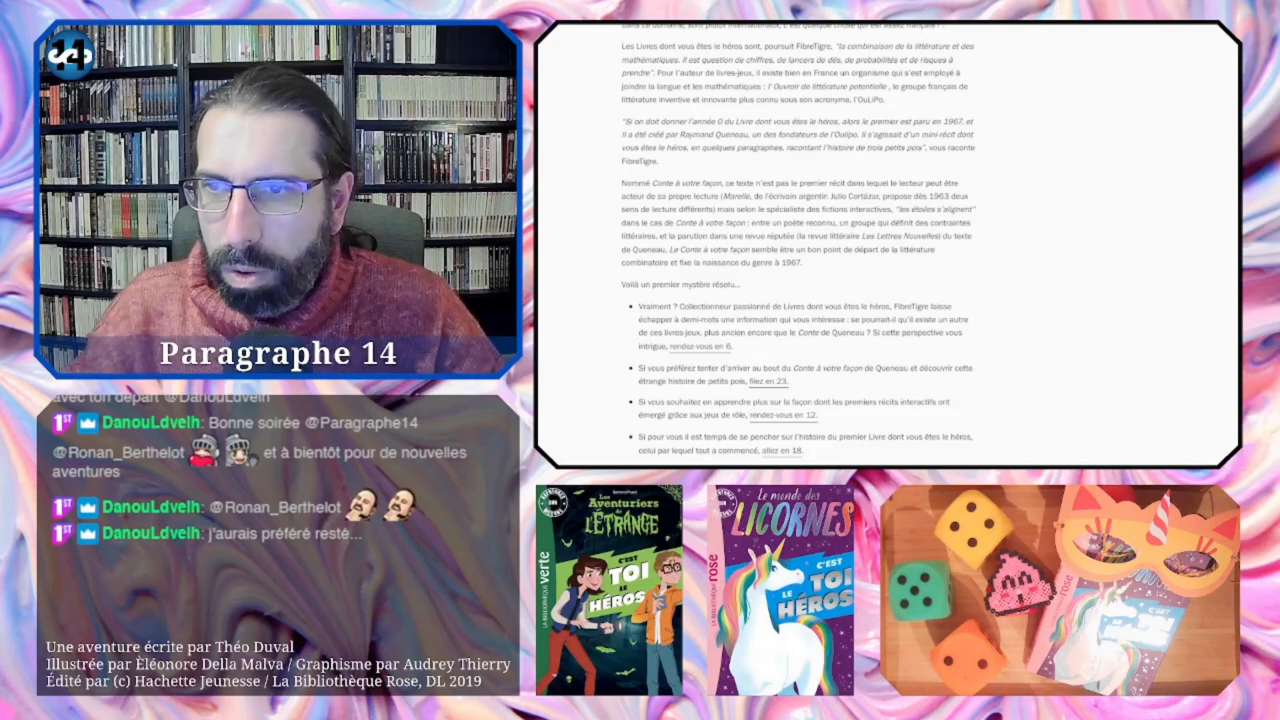 14
Paragraphe 14
avec ton départ @DanouLdvelh
1ST DanouLdvelh: Bonne soirée @Paragraphe14
@Ronan_Berthelot et à bientôt pour de nouvelles
aventures
1ST DanouLdvelh: @Ronan_Berthelot
1ST DanouLdvelh: j'aurais préféré resté...
Une aventure écrite par Théo Duval
Illustrée par Èléonore Della Malva / Graphisme par Audrey Thierry
Édité par (c) Hachette Jeunesse / La Bibliothèque Rose, DL 2019
Les Livres dont vous êtes le héros sont, poursuit FibreTigre, "la combinaison de la littérature et des
mathématiques. Il est question de chiffres, de lancers de dés, de probabilités et de risques à
prendre". Pour l'auteur de livres-jeux, il existe bien en France un organisme qui s'est employé à
joindre la langue et les mathématiques : l' Ouvroir de littérature potentielle , le groupe français de
littérature inventive et innovante plus connu sous son acronyme, l'OuLiPo.
"Si on doit donner l'année 0 du Livre dont vous êtes le héros, alors le premier est paru en 1967, et
il a été créé par Raymond Queneau, un des fondateurs de l'Oulipo. Il s'agissait d'un mini-récit dont
vous êtes le héros, en quelques paragraphes, racontant l'histoire de trois petits pois", vous raconte
FibreTigre.
Nommé Conte à votre façon, ce texte n'est pas le premier récit dans lequel le lecteur peut être
acteur de sa propre lecture (Marelle, de l'écrivain argentin Julio Cortázar, propose dès 1963 deux
sens de lecture différents) mais selon le spécialiste des fictions interactives, "les étoiles s'alignent"
dans le cas de Conte à votre façon : entre un poète reconnu, un groupe qui définit des contraintes
littéraires, et la parution dans une revue réputée (la revue littéraire Les Lettres Nouvelles) du texte
de Queneau, Le Conte à votre façon semble être un bon point de départ de la littérature
combinatoire et fixe la naissance du genre à 1967.
Voilà un premier mystère résolu...
Vraiment ? Collectionneur passionné de Livres dont vous êtes le héros, FibreTigre laisse
échapper à demi-mots une information qui vous intéresse : se pourrait-il qu'il existe un autre
de ces livres-jeux, plus ancien encore que le Conte de Queneau ? Si cette perspective vous
intrigue, rendez-vous en 6.
Si vous préférez tenter d'arriver au bout du Conte à votre façon de Queneau et découvrir cette
étrange histoire de petits pois, filez en 23.
Si vous souhaitez en apprendre plus sur la façon dont les premiers récits interactifs ont
émergé grâce aux jeux de rôle, rendez-vous en 12.
Si pour vous il est temps de se pencher sur l'histoire du premier Livre dont vous êtes le héros,
celui par lequel tout a commencé, allez en 18.
Les Aventuriers
de L'ÉTRANGE
C'EST
TOI
LE
HÉROS
LA BIBLIOTHÈQUE verte
Le monde des
LICORNES
C'EST
TOI
LE
HÉROS
LA BIBLIOTHÈQUE rose
rose